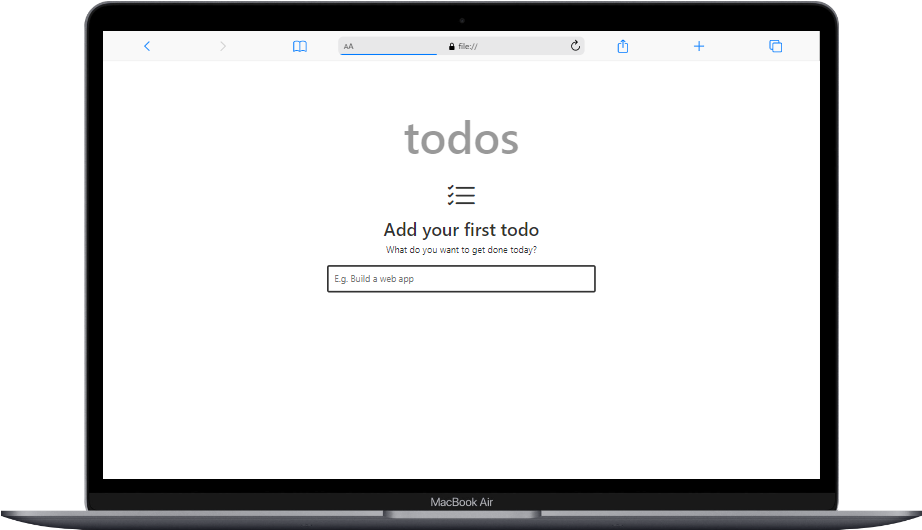 AA
file://
todos
Add your first todo
What do you want to get done today?
E.g. Build a web app
MacBook Air